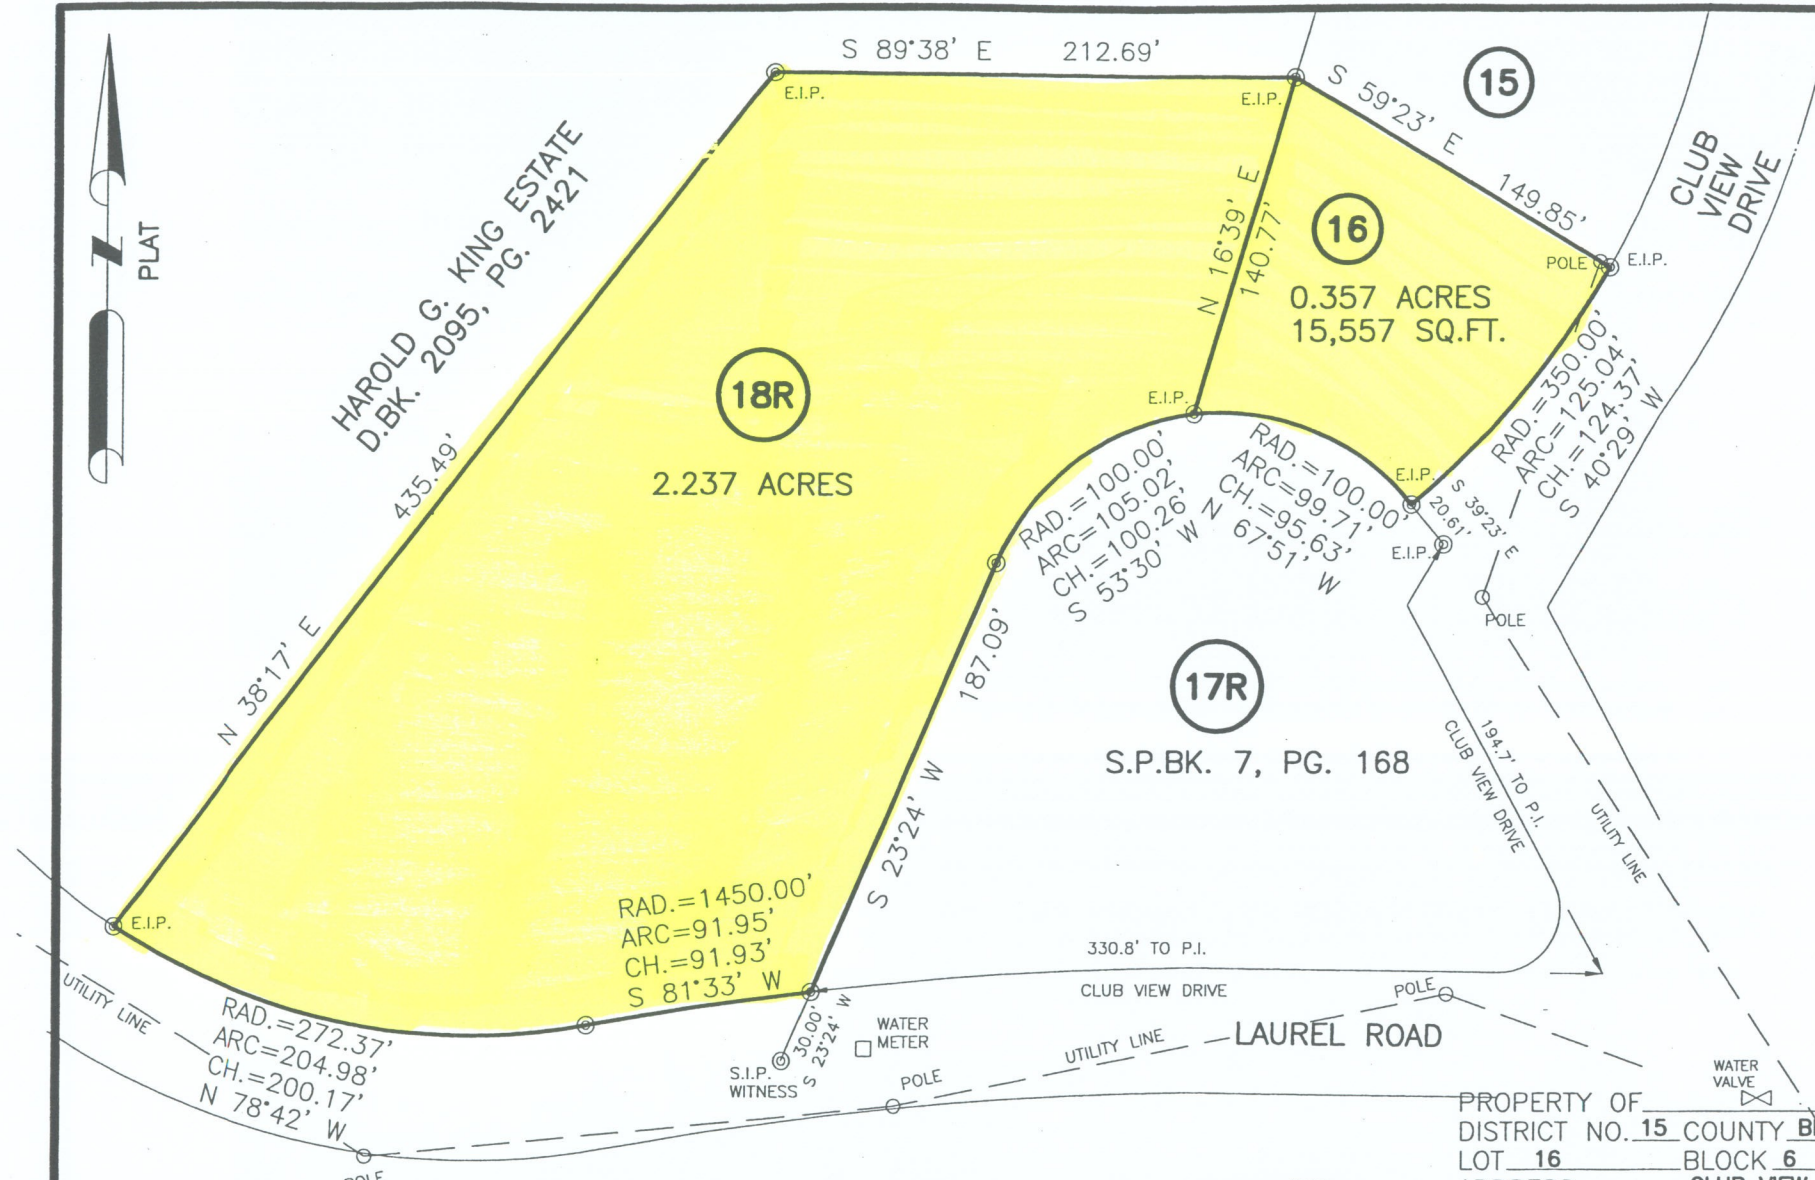 S 89°38' E 212.69'
E.I.P.
E.I.P.
S 59°23' E 149.85'
15
CLUB
VIEW
DRIVE
PLAT
N
HAROLD G. KING ESTATE
D.BK. 2095, PG. 2421
N 16°39' E
140.77'
16
0.357 ACRES
15,557 SQ.FT.
POLE
E.I.P.
RAD.=350.00'
ARC=125.04'
CH.=124.37'
S 40°29' W
18R
2.237 ACRES
E.I.P.
N 38°17' E 435.49'
RAD.=100.00'
ARC=105.02'
CH.=100.26'
S 53°30' W
RAD.=100.00'
ARC=99.71'
CH.=95.63'
N 67°51' W
E.I.P.
S 39°23' E
20.61'
E.I.P.
POLE
17R
S.P.BK. 7, PG. 168
S 23°24' W 187.09'
194.7' TO P.I.
CLUB VIEW DRIVE
UTILITY LINE
E.I.P.
RAD.=1450.00'
ARC=91.95'
CH.=91.93'
S 81°33' W
330.8' TO P.I.
CLUB VIEW DRIVE
POLE
UTILITY LINE
RAD.=272.37'
ARC=204.98'
CH.=200.17'
N 78°42' W
30.00'
S 23°24' W
WATER
METER
S.I.P.
WITNESS
UTILITY LINE
LAUREL ROAD
POLE
POLE
WATER
VALVE
PROPERTY OF
DISTRICT NO. 15 COUNTY
LOT 16 BLOCK 6
CLUB VIEW